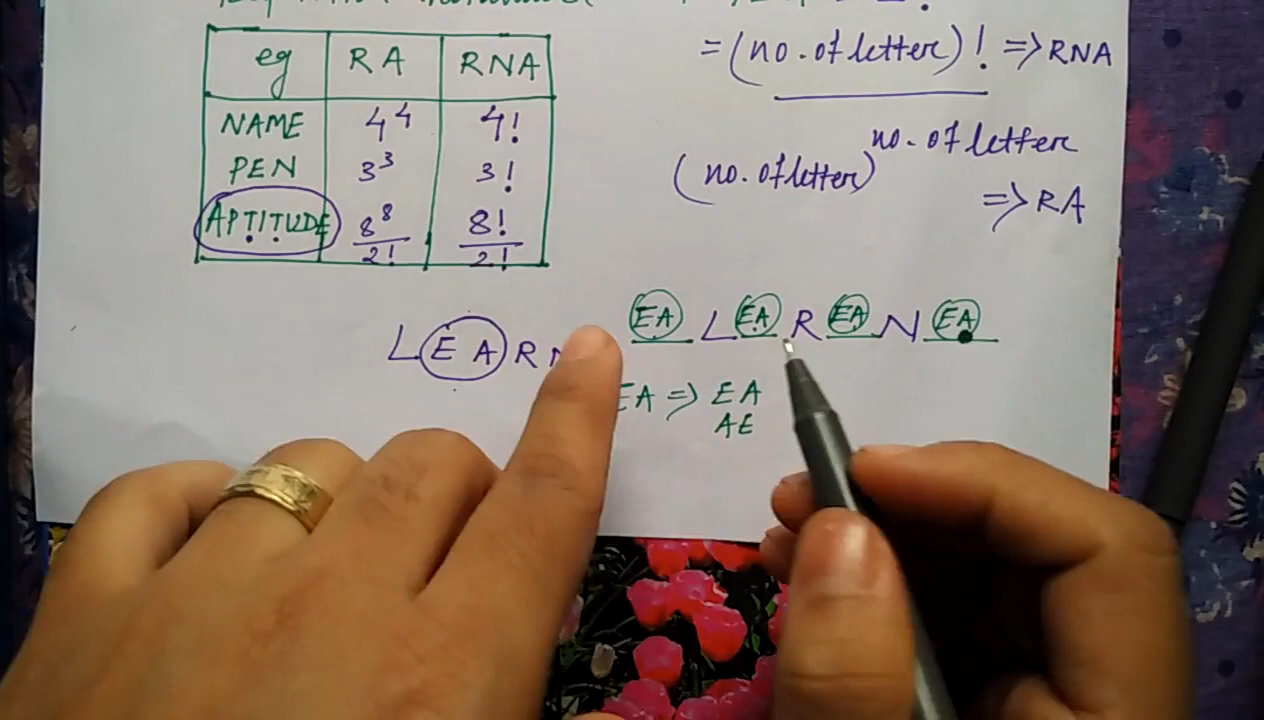 eg RA RNA
NAME 4⁴ 4!
PEN 3³ 3!
APTITUDE 8⁸/2! 8!/2!
= (no. of letter)! => RNA
(no. of letter)^no. of letter
=> RA
L E A R
EA L EA R EA N EA
EA => EA
AE